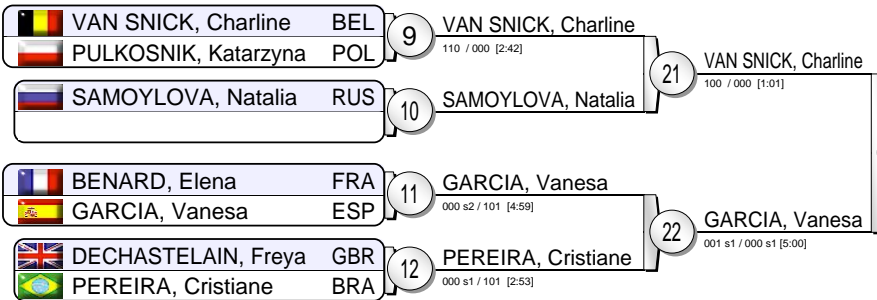 VAN SNICK, Charline BEL
PULKOSNIK, Katarzyna POL
9
VAN SNICK, Charline
110 / 000 [2:42]
SAMOYLOVA, Natalia RUS
10
SAMOYLOVA, Natalia
21
VAN SNICK, Charline
100 / 000 [1:01]
BENARD, Elena FRA
GARCIA, Vanesa ESP
11
GARCIA, Vanesa
000 s2 / 101 [4:59]
DECHASTELAIN, Freya GBR
PEREIRA, Cristiane BRA
12
PEREIRA, Cristiane
000 s1 / 101 [2:53]
22
GARCIA, Vanesa
001 s1 / 000 s1 [5:00]